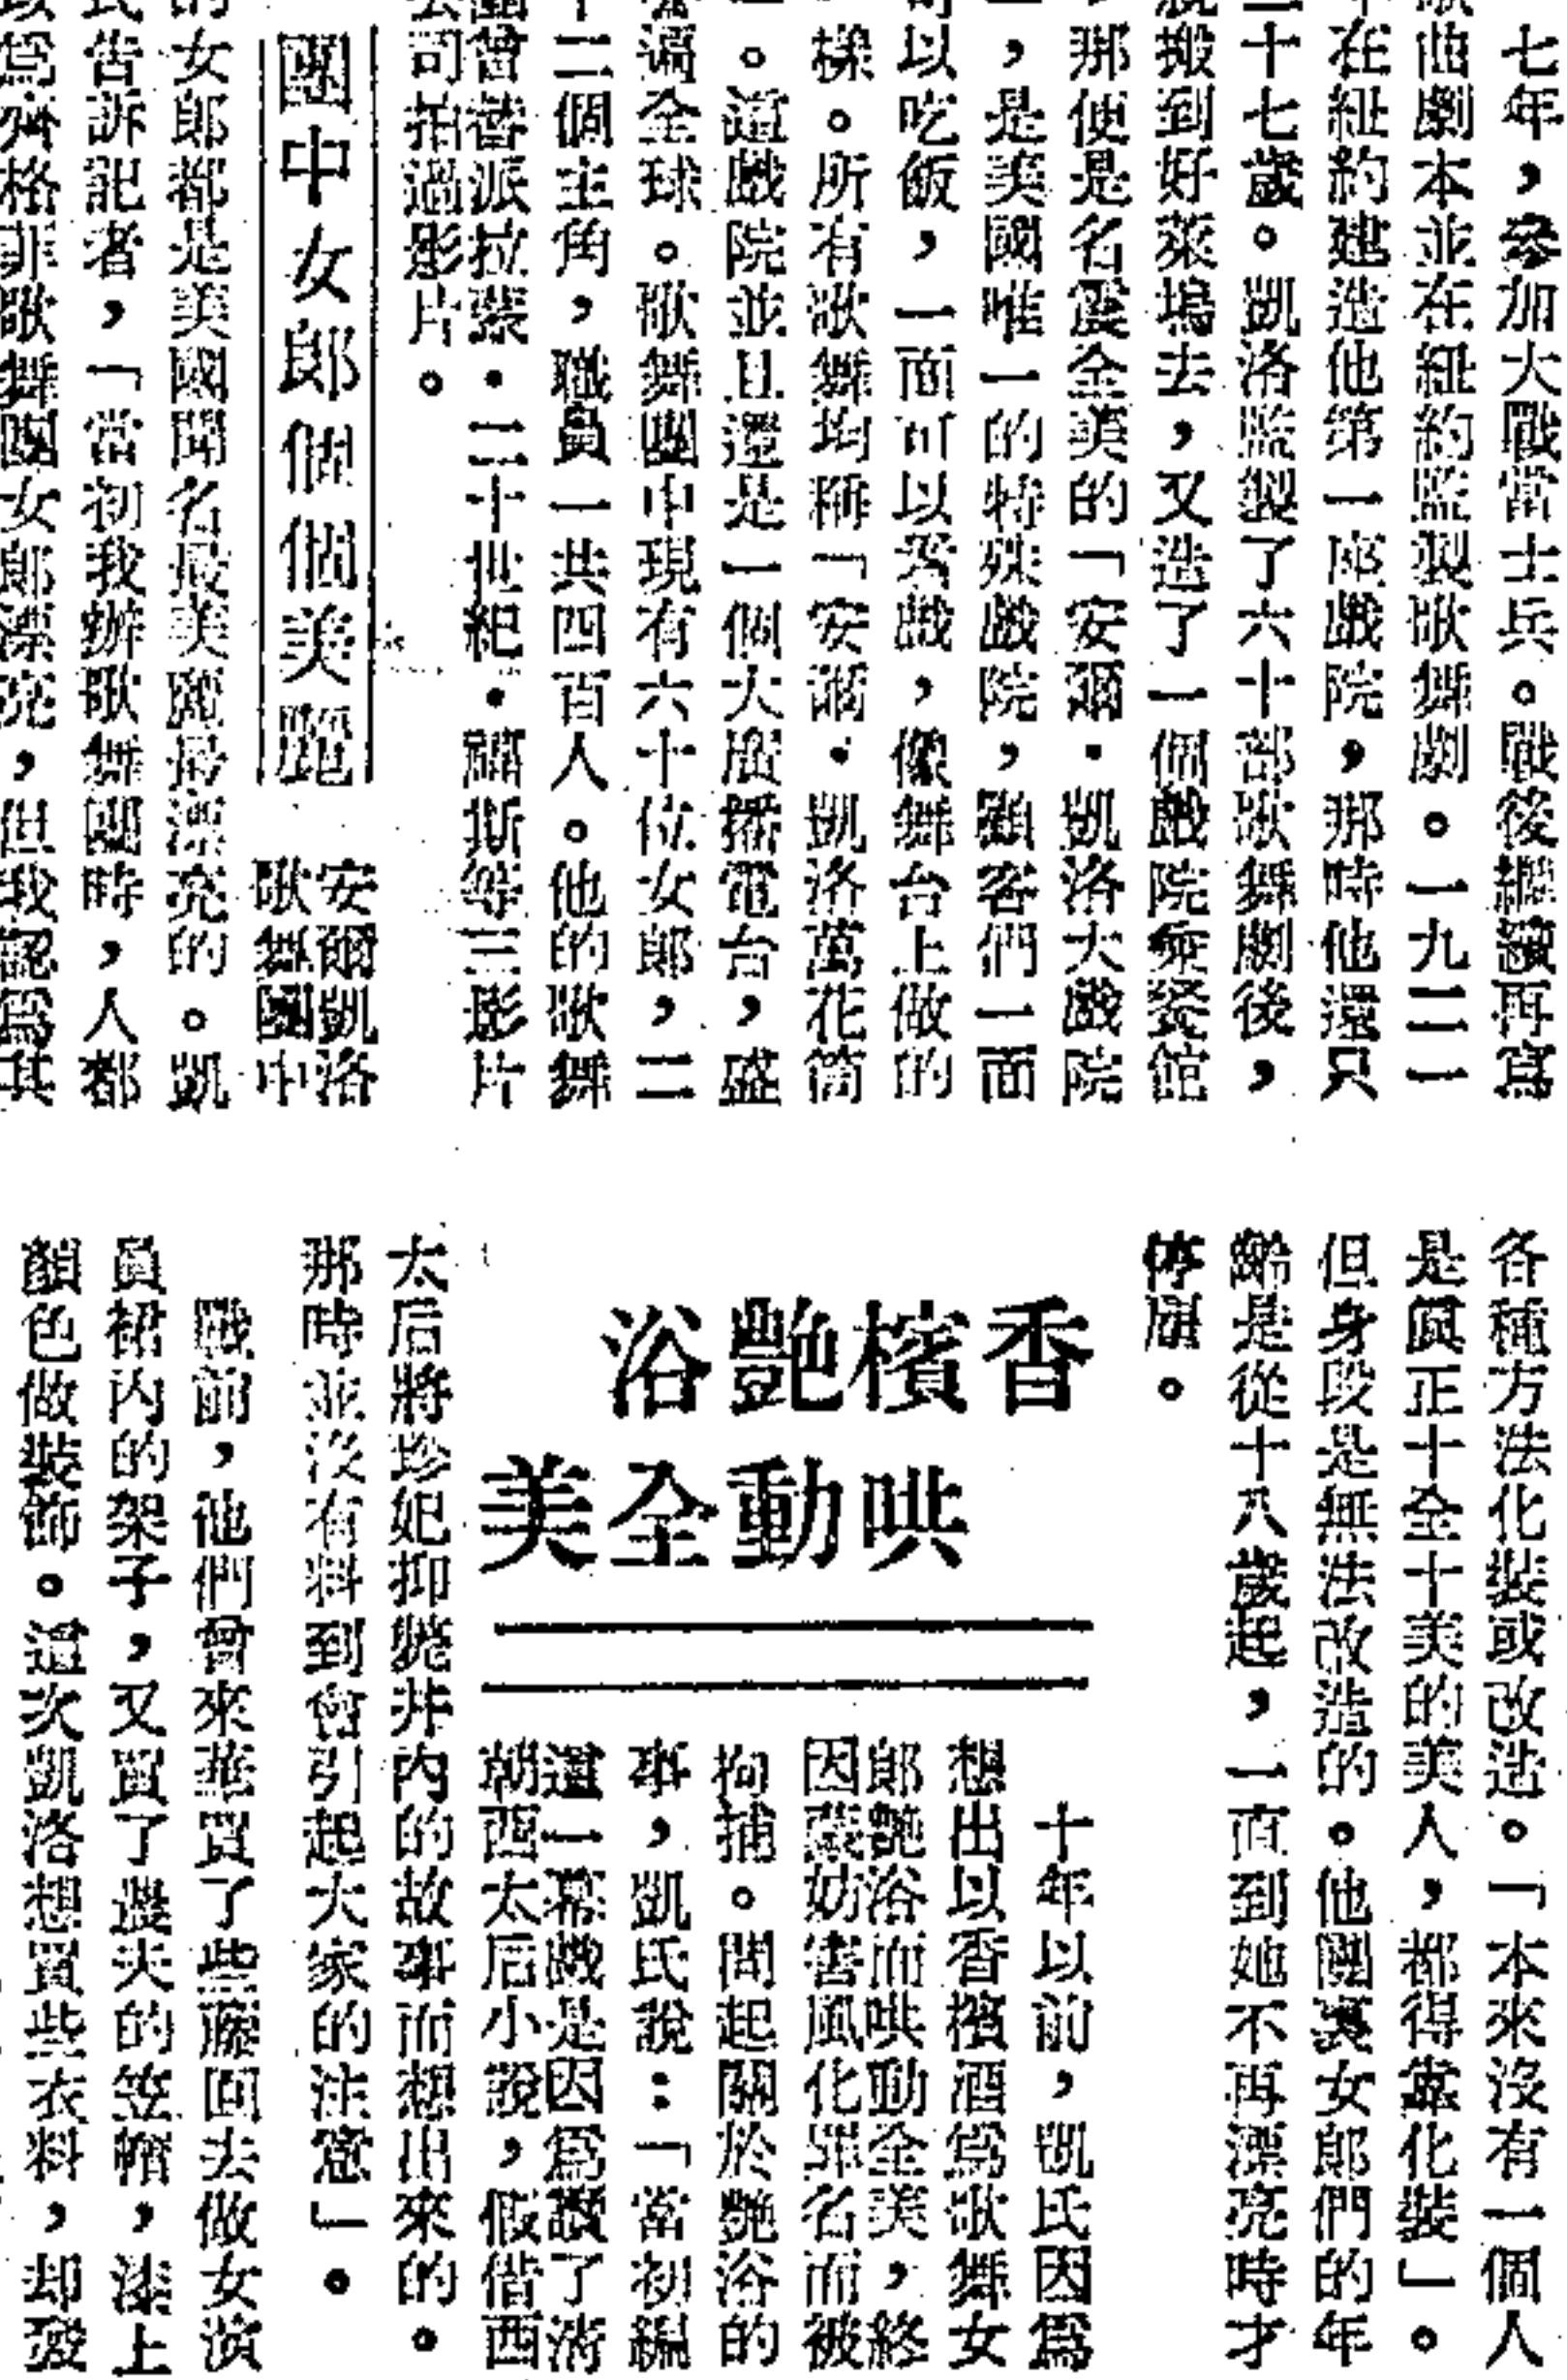 七年，參加大戰當士兵。戰後繼續再寫
歌曲劇本並在紐約監製歌舞劇。一九二二
在紐約建造他第一座戲院，那時他還只
二十七歲。凱洛監製了六十部歌舞劇後，
搬到好萊塢去，又造了一個戲院兼餐館
，那便是名震全美的「安爾．凱洛大戲院
，是美國唯一的特殊戲院，顧客們一面
可以吃飯，一面可以看戲，像舞台上做的
樣。所有歌舞均稱「安爾．凱洛萬花筒
。這戲院並且還是一個大廣播電台，盛
譽遍全球。歌舞團中現有六十位女郎，二
十二個主角，職員一共四百人。他的歌舞
團曾替派拉蒙．二十世紀．福斯等三影片
公司拍過影片。
團中女郎個個美麗
安爾凱洛
歌舞團中
的女郎都是美國聞名最美麗最漂亮的。凱
氏告訴記者，「當初我辦歌舞團時，人都
以爲齊格菲歌舞團女郎漂亮，但我認爲其
各種方法化裝或改造。「本來沒有一個人
是眞正十全十美的美人，都得靠化裝」。
但身段是無法改造的。他團裏女郎們的年
齡是從十八歲起，一直到她不再漂亮時才
停雇。
香檳艷浴
哄動全美
十年以前，凱氏因爲
想出以香檳酒爲歌舞女
郎艷浴而哄動全美，終
因蒙妨害風化罪名而被
拘捕。問起關於艷浴的
事，凱氏說：「當初編
這一幕戲是因爲讀了淸
朝西太后小說，假借西
太后將珍妃抑斃井內的故事而想出來的。
那時並沒有料到會引起大家的注意」。
戰前，他們曾來華買了些藤回去做女演
員裙內的架子，又買了農夫的笠帽，漆上
顏色做裝飾。這次凱洛想買些衣料，却發